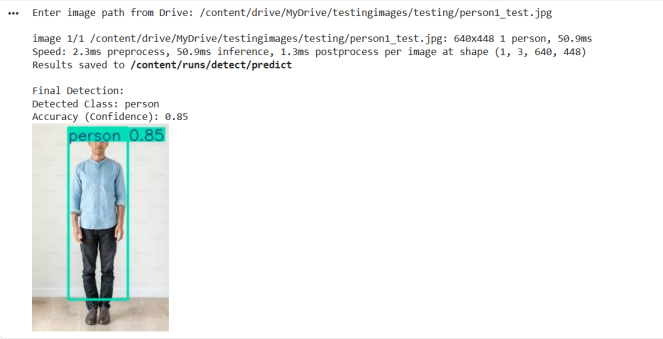 Enter image path from Drive: /content/drive/MyDrive/testingimages/testing/person1_test.jpg
image 1/1 /content/drive/MyDrive/testingimages/testing/person1_test.jpg: 640x448 1 person, 50.9ms
Speed: 2.3ms preprocess, 50.9ms inference, 1.3ms postprocess per image at shape (1, 3, 640, 448)
Results saved to /content/runs/detect/predict
Final Detection:
Detected Class: person
Accuracy (Confidence): 0.85
person 0.85